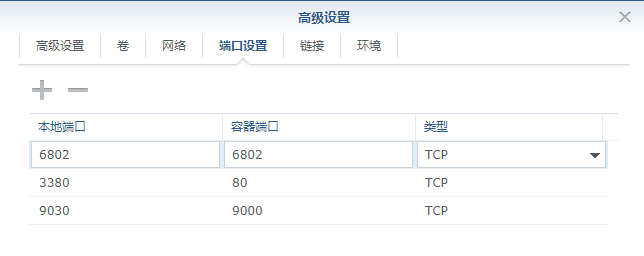 高级设置
高级设置 卷 网络 端口设置 链接 环境
本地端口 容器端口 类型
6802 6802 TCP
3380 80 TCP
9030 9000 TCP